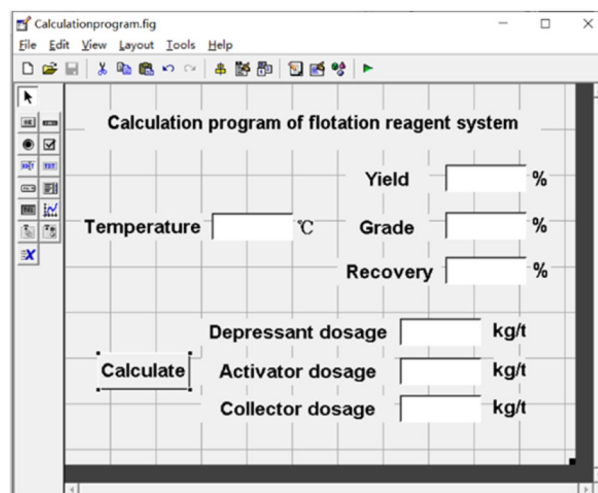 Calculationprogram.fig
File Edit View Layout Tools Help
Calculation program of flotation reagent system
Yield %
Temperature ℃ Grade %
Recovery %
Depressant dosage kg/t
Calculate Activator dosage kg/t
Collector dosage kg/t